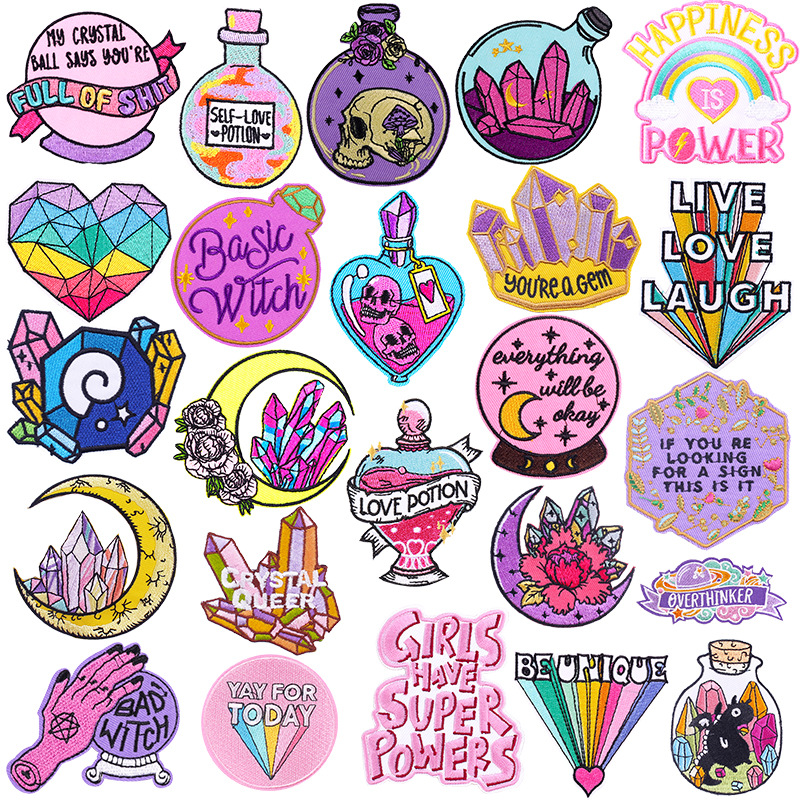 MY CRYSTAL
BALL SAYS YOU'RE
FULL OF SHIT
SELF-LOVE
POTION
HAPPINESS
IS
POWER
Basic
Witch
YOU'RE A GEM
LIVE
LOVE
LAUGH
everything
will be
okay
IF YOU RE
LOOKING
FOR A SIGN
THIS IS IT
LOVE POTION
CRYSTAL
QUEER
OVERTHINKER
BAD
WITCH
YAY FOR
TODAY
GIRLS
HAVE
SUPER
POWERS
BE UNIQUE